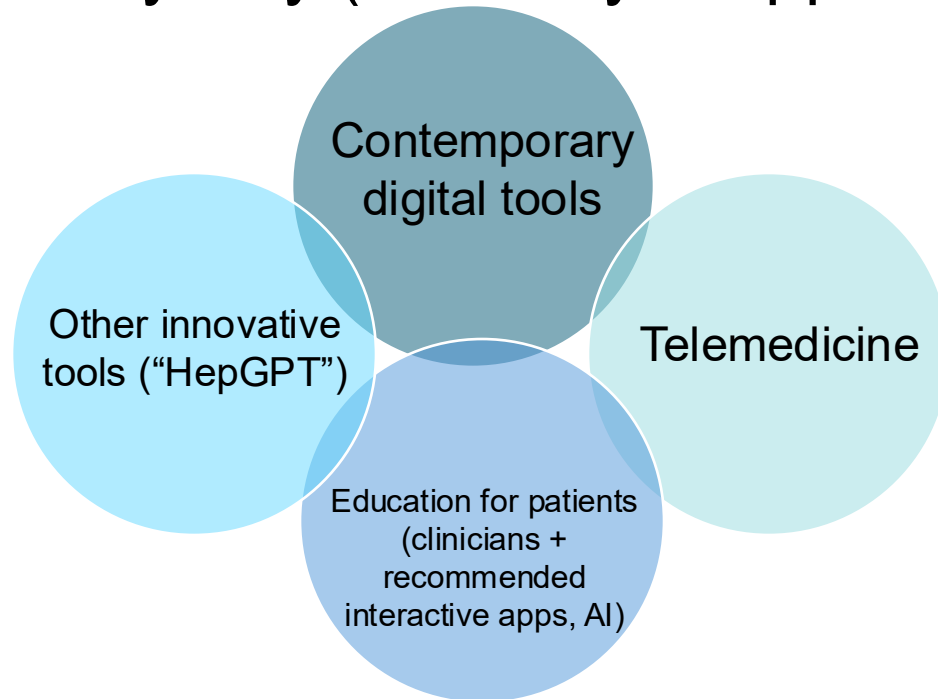 Contemporary
digital tools
Other innovative
tools (“HepGPT”)
Telemedicine
Education for patients
(clinicians +
recommended
interactive apps, AI)